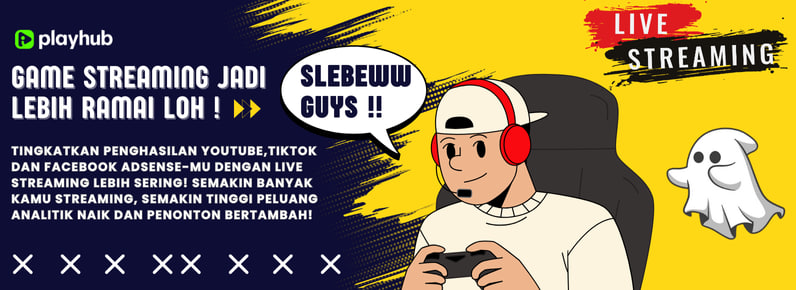 playhub
GAME STREAMING JADI
LEBIH RAMAI LOH !
TINGKATKAN PENGHASILAN YOUTUBE,TIKTOK
DAN FACEBOOK ADSENSE-MU DENGAN LIVE
STREAMING LEBIH SERING! SEMAKIN BANYAK
KAMU STREAMING, SEMAKIN TINGGI PELUANG
ANALITIK NAIK DAN PENONTON BERTAMBAH!
SLEBEWW
GUYS !!
LIVE
STREAMING